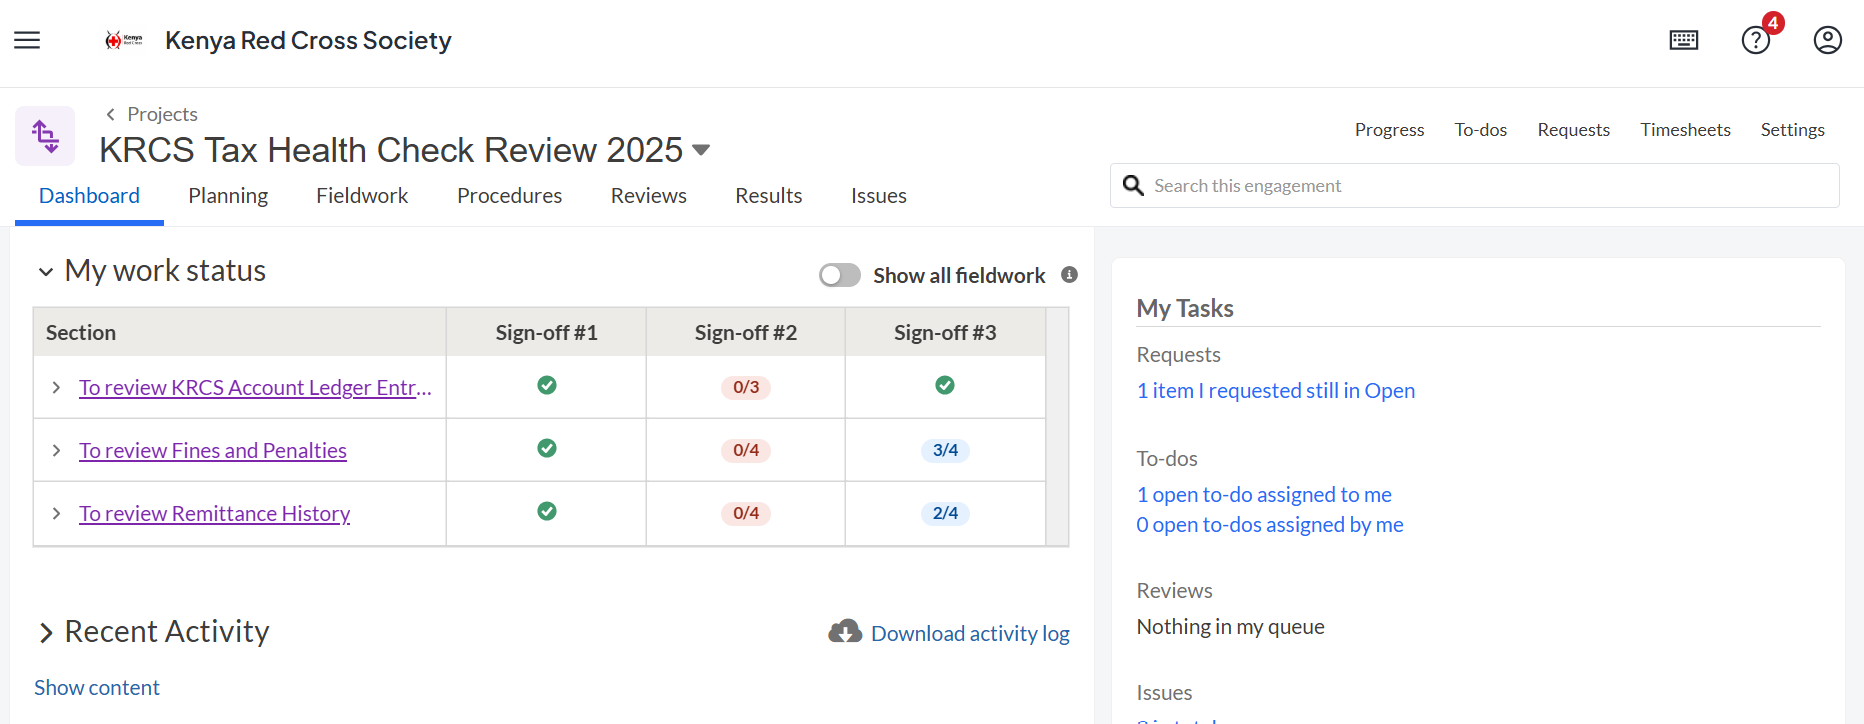 Kenya Red Cross Society
4
Projects
KRCS Tax Health Check Review 2025
Progress To-dos Requests Timesheets Settings
Search this engagement
Dashboard Planning Fieldwork Procedures Reviews Results Issues
My work status
Show all fieldwork
Section Sign-off #1 Sign-off #2 Sign-off #3
To review KRCS Account Ledger Entr... 0/3
To review Fines and Penalties 0/4 3/4
To review Remittance History 0/4 2/4
Recent Activity
Download activity log
Show content
My Tasks
Requests
1 item I requested still in Open
To-dos
1 open to-do assigned to me
0 open to-dos assigned by me
Reviews
Nothing in my queue
Issues